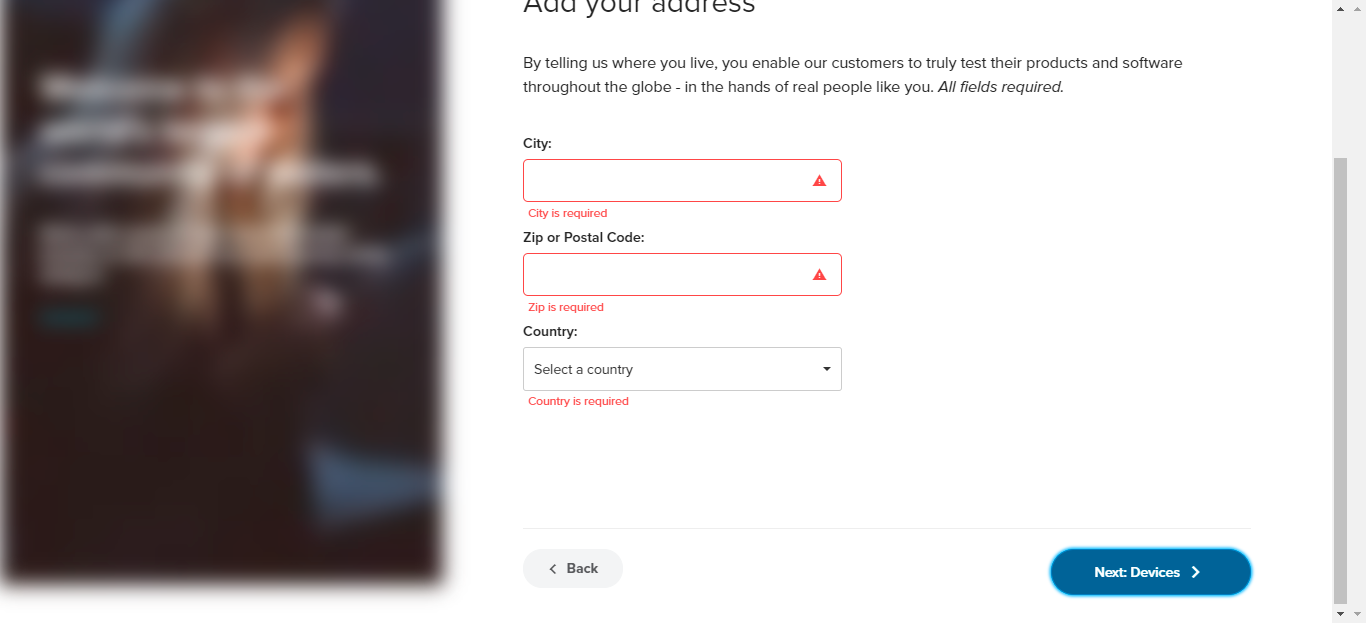 Add your address
By telling us where you live, you enable our customers to truly test their products and software
throughout the globe - in the hands of real people like you. All fields required.
City:
City is required
Zip or Postal Code:
Zip is required
Country:
Select a country
Country is required
Back
Next: Devices